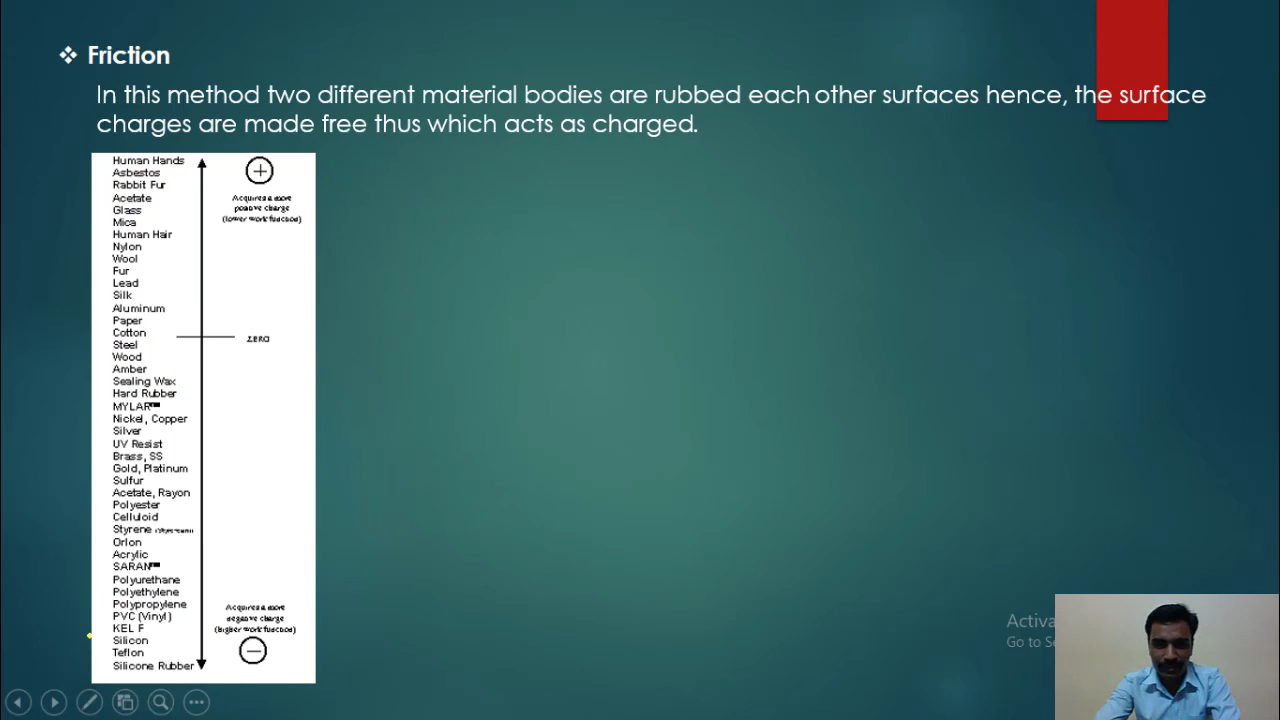 ❖ Friction
In this method two different material bodies are rubbed each other surfaces hence, the surface
charges are made free thus which acts as charged.
Human Hands
Asbestos
Rabbit Fur
Acetate
Glass
Mica
Human Hair
Nylon
Wool
Fur
Lead
Silk
Aluminum
Paper
Cotton
Steel
Wood
Amber
Sealing Wax
Hard Rubber
MYLAR
Nickel, Copper
Silver
UV Resist
Brass, SS
Gold, Platinum
Sulfur
Acetate, Rayon
Polyester
Celluloid
Styrene
Orlon
Acrylic
SARAN
Polyurethane
Polyethylene
Polypropylene
PVC (Vinyl)
KEL F
Silicon
Teflon
Silicone Rubber
+
Acquires a more
positive charge
(lower work function)
ZERO
Acquires a more
negative charge
(higher work function)
−
Activa
Go to Se